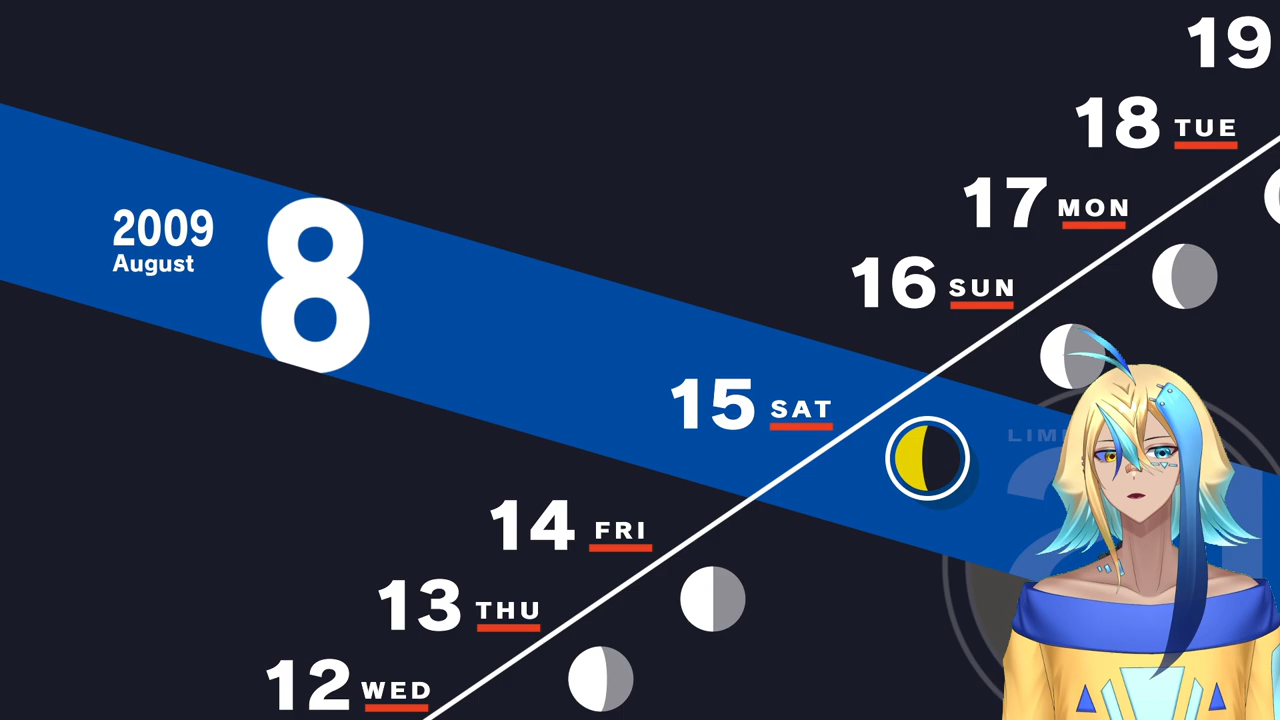 19
18 TUE
17 MON
16 SUN
2009
August
8
15 SAT
14 FRI
13 THU
12 WED